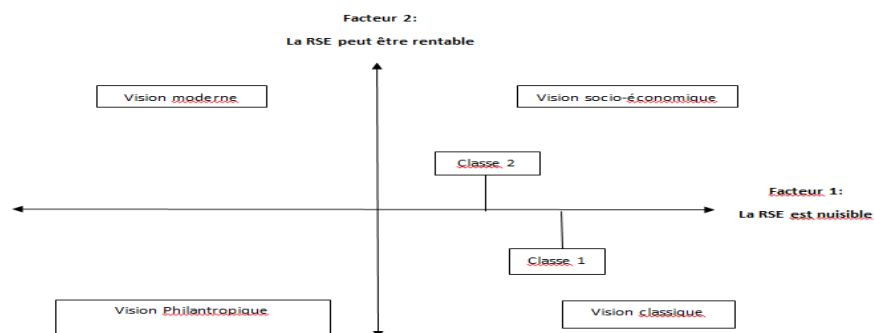 Facteur 2:
La RSE peut être rentable
Vision moderne
Vision socio-économique
Classe 2
Facteur 1:
La RSE est nuisible
Classe 1
Vision Philantropique
Vision classique